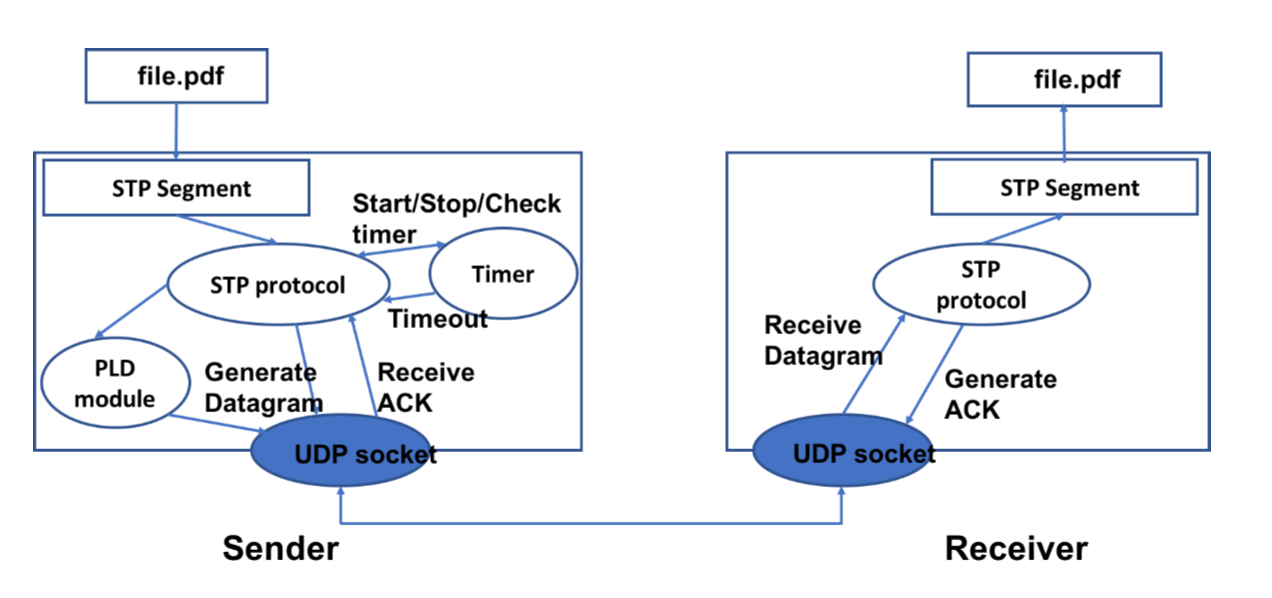 file.pdf
STP Segment
Start/Stop/Check
timer
STP protocol
Timer
Timeout
PLD
module
Generate
Datagram
Receive
ACK
UDP socket
Sender
file.pdf
STP Segment
STP
protocol
Receive
Datagram
Generate
ACK
UDP socket
Receiver